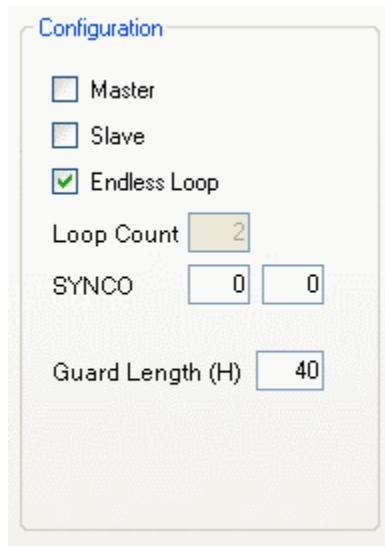 Configuration
Master
Slave
Endless Loop
Loop Count 2
SYNCO 0 0
Guard Length (H) 40